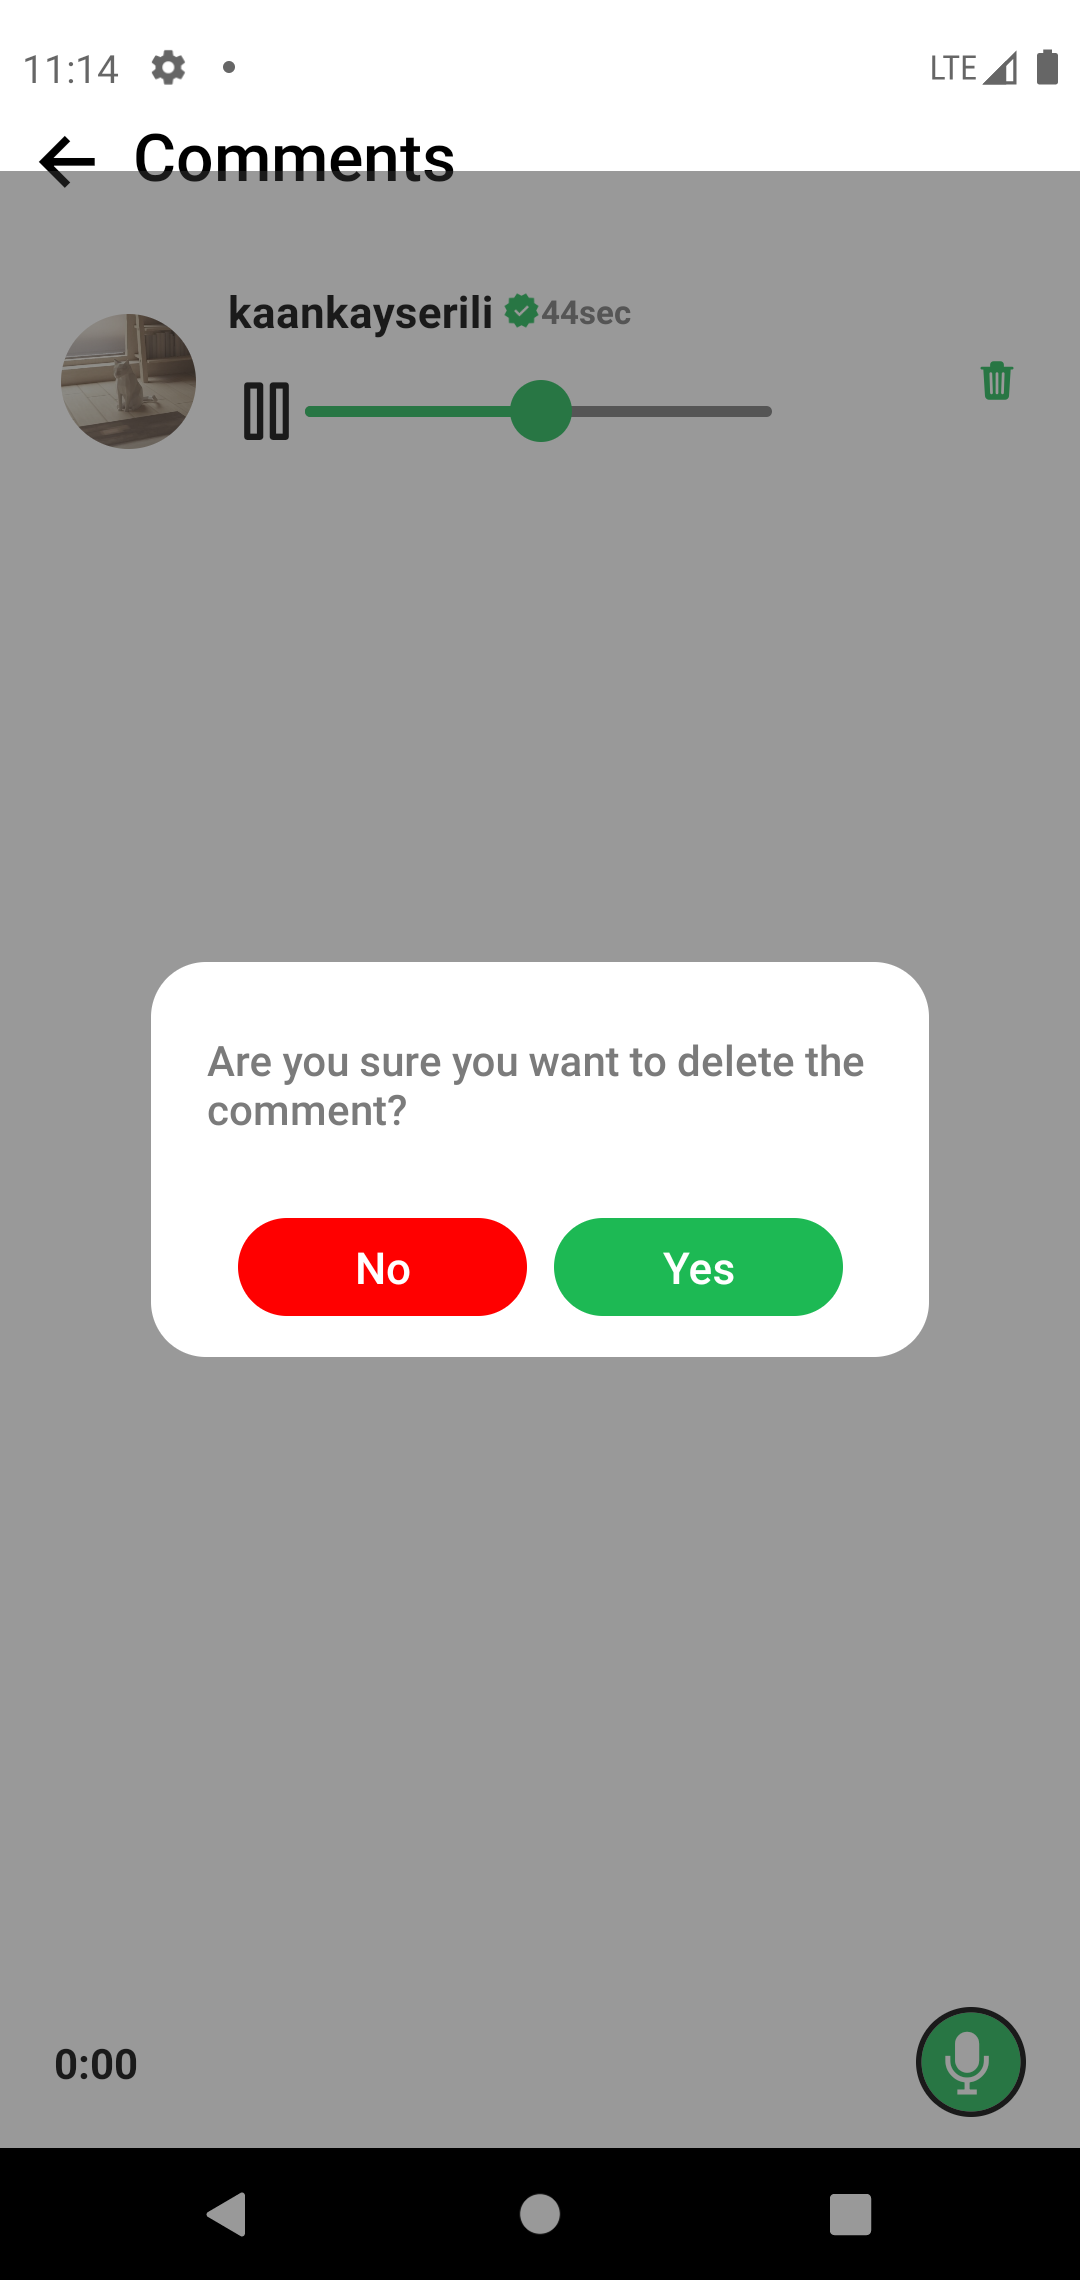 11:14 LTE
Comments
kaankayserili 44sec
Are you sure you want to delete the
comment?
No Yes
0:00